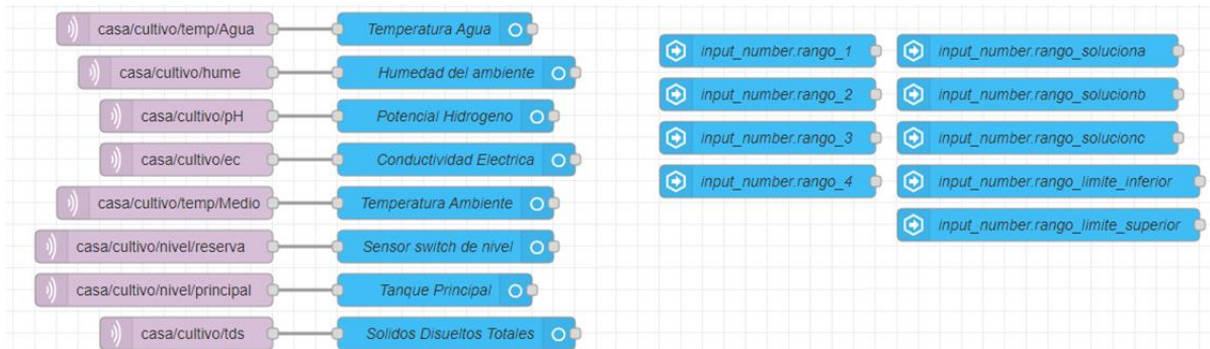 casa/cultivo/temp/Agua
Temperatura Agua
casa/cultivo/hume
Humedad del ambiente
casa/cultivo/pH
Potencial Hidrogeno
casa/cultivo/ec
Conductividad Electrica
casa/cultivo/temp/Medio
Temperatura Ambiente
casa/cultivo/nivel/reserva
Sensor switch de nivel
casa/cultivo/nivel/principal
Tanque Principal
casa/cultivo/tds
Solidos Disueltos Totales
input_number.rango_1
input_number.rango_2
input_number.rango_3
input_number.rango_4
input_number.rango_soluciona
input_number.rango_solucionb
input_number.rango_solucionc
input_number.rango_limite_inferior
input_number.rango_limite_superior